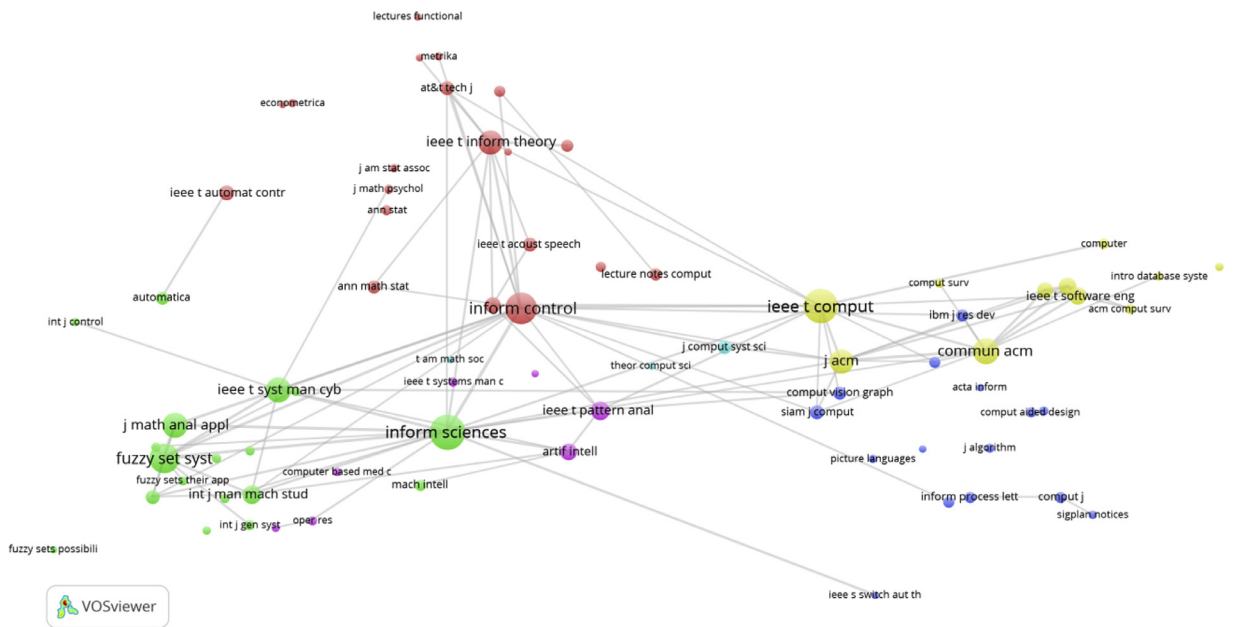 lectures functional
metrika
at&t tech j
econometrica
ieee t inform theory
j am stat assoc
j math psychol
ieee t automat contr
ann stat
ieee t acoust speech
computer
lecture notes comput
intro database syste
ann math stat
comput surv
automatica
ieee t software eng
inform control
ieee t comput
acm comput surv
ibm j res dev
int j control
j comput syst sci
commun acm
t am math soc
theor comput sci
j acm
ieee t systems man c
acta inform
ieee t syst man cyb
comput vision graph
ieee t pattern anal
siam j comput
comput aided design
j math anal appl
inform sciences
j algorithm
artif intell
fuzzy set syst
picture languages
computer based med c
fuzzy sets their app
mach intell
int j man mach stud
inform process lett
comput j
sigplan notices
int j gen syst
oper res
fuzzy sets possibili
ieee s switch aut th
VOSviewer